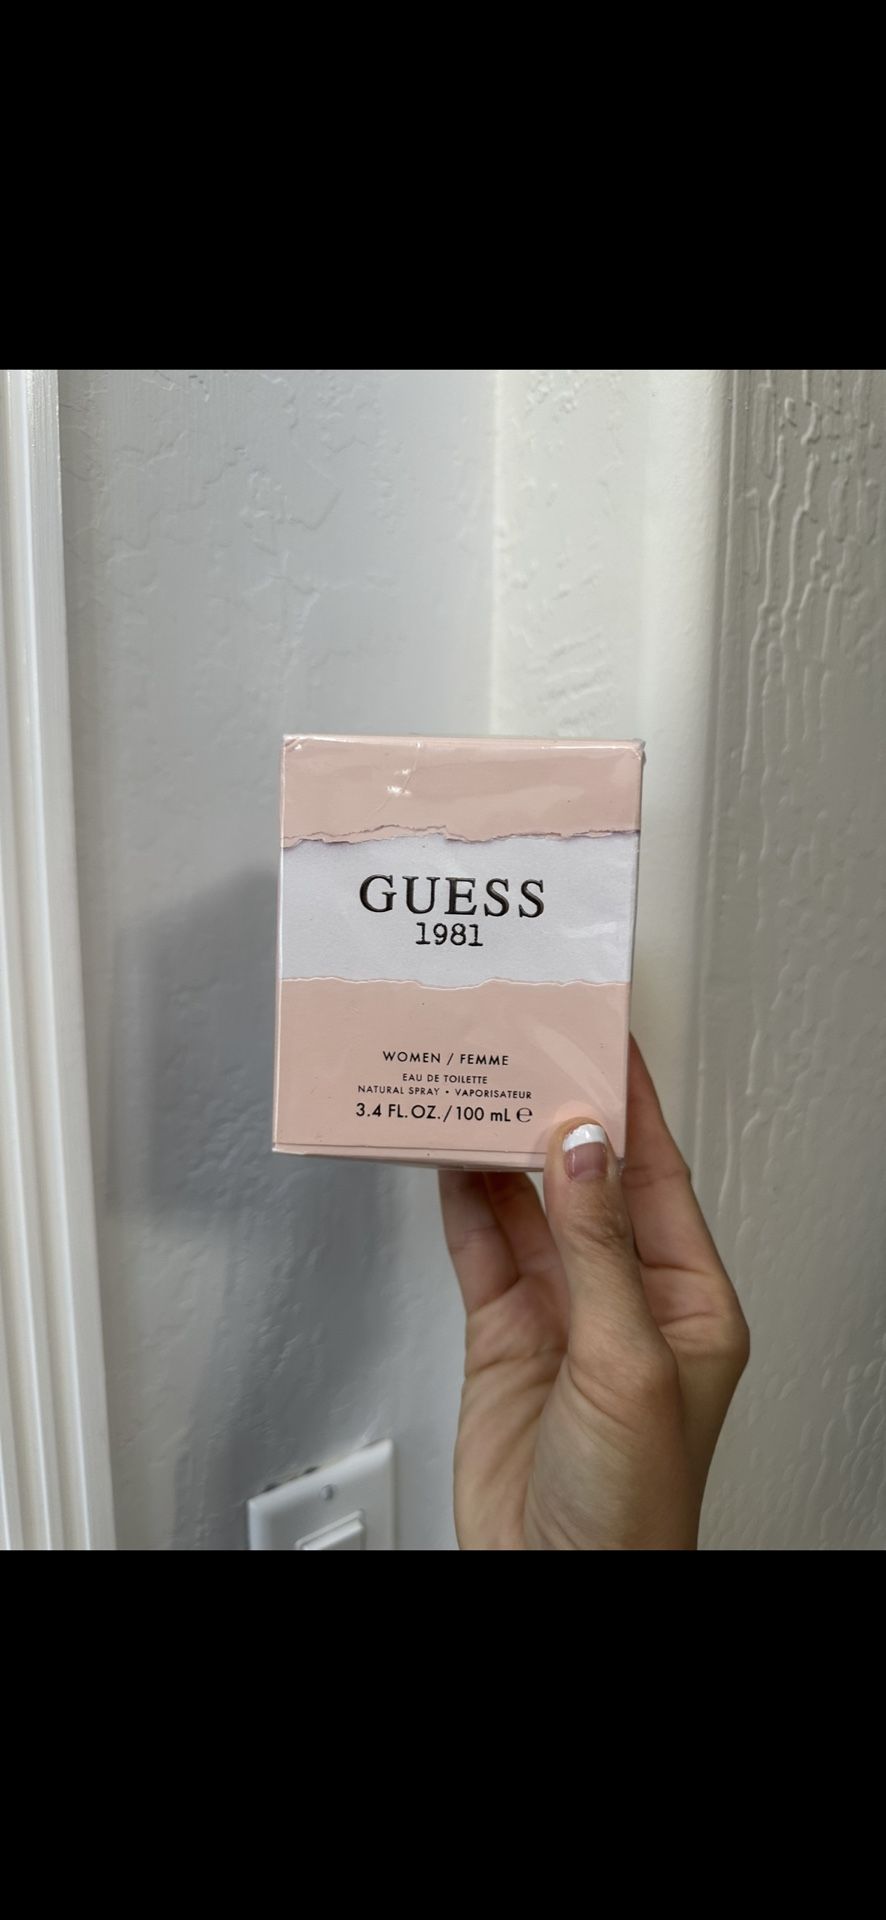 GUESS
1981
WOMEN / FEMME
EAU DE TOILETTE
NATURAL SPRAY • VAPORISATEUR
3.4 FL.OZ./100 mL ℮